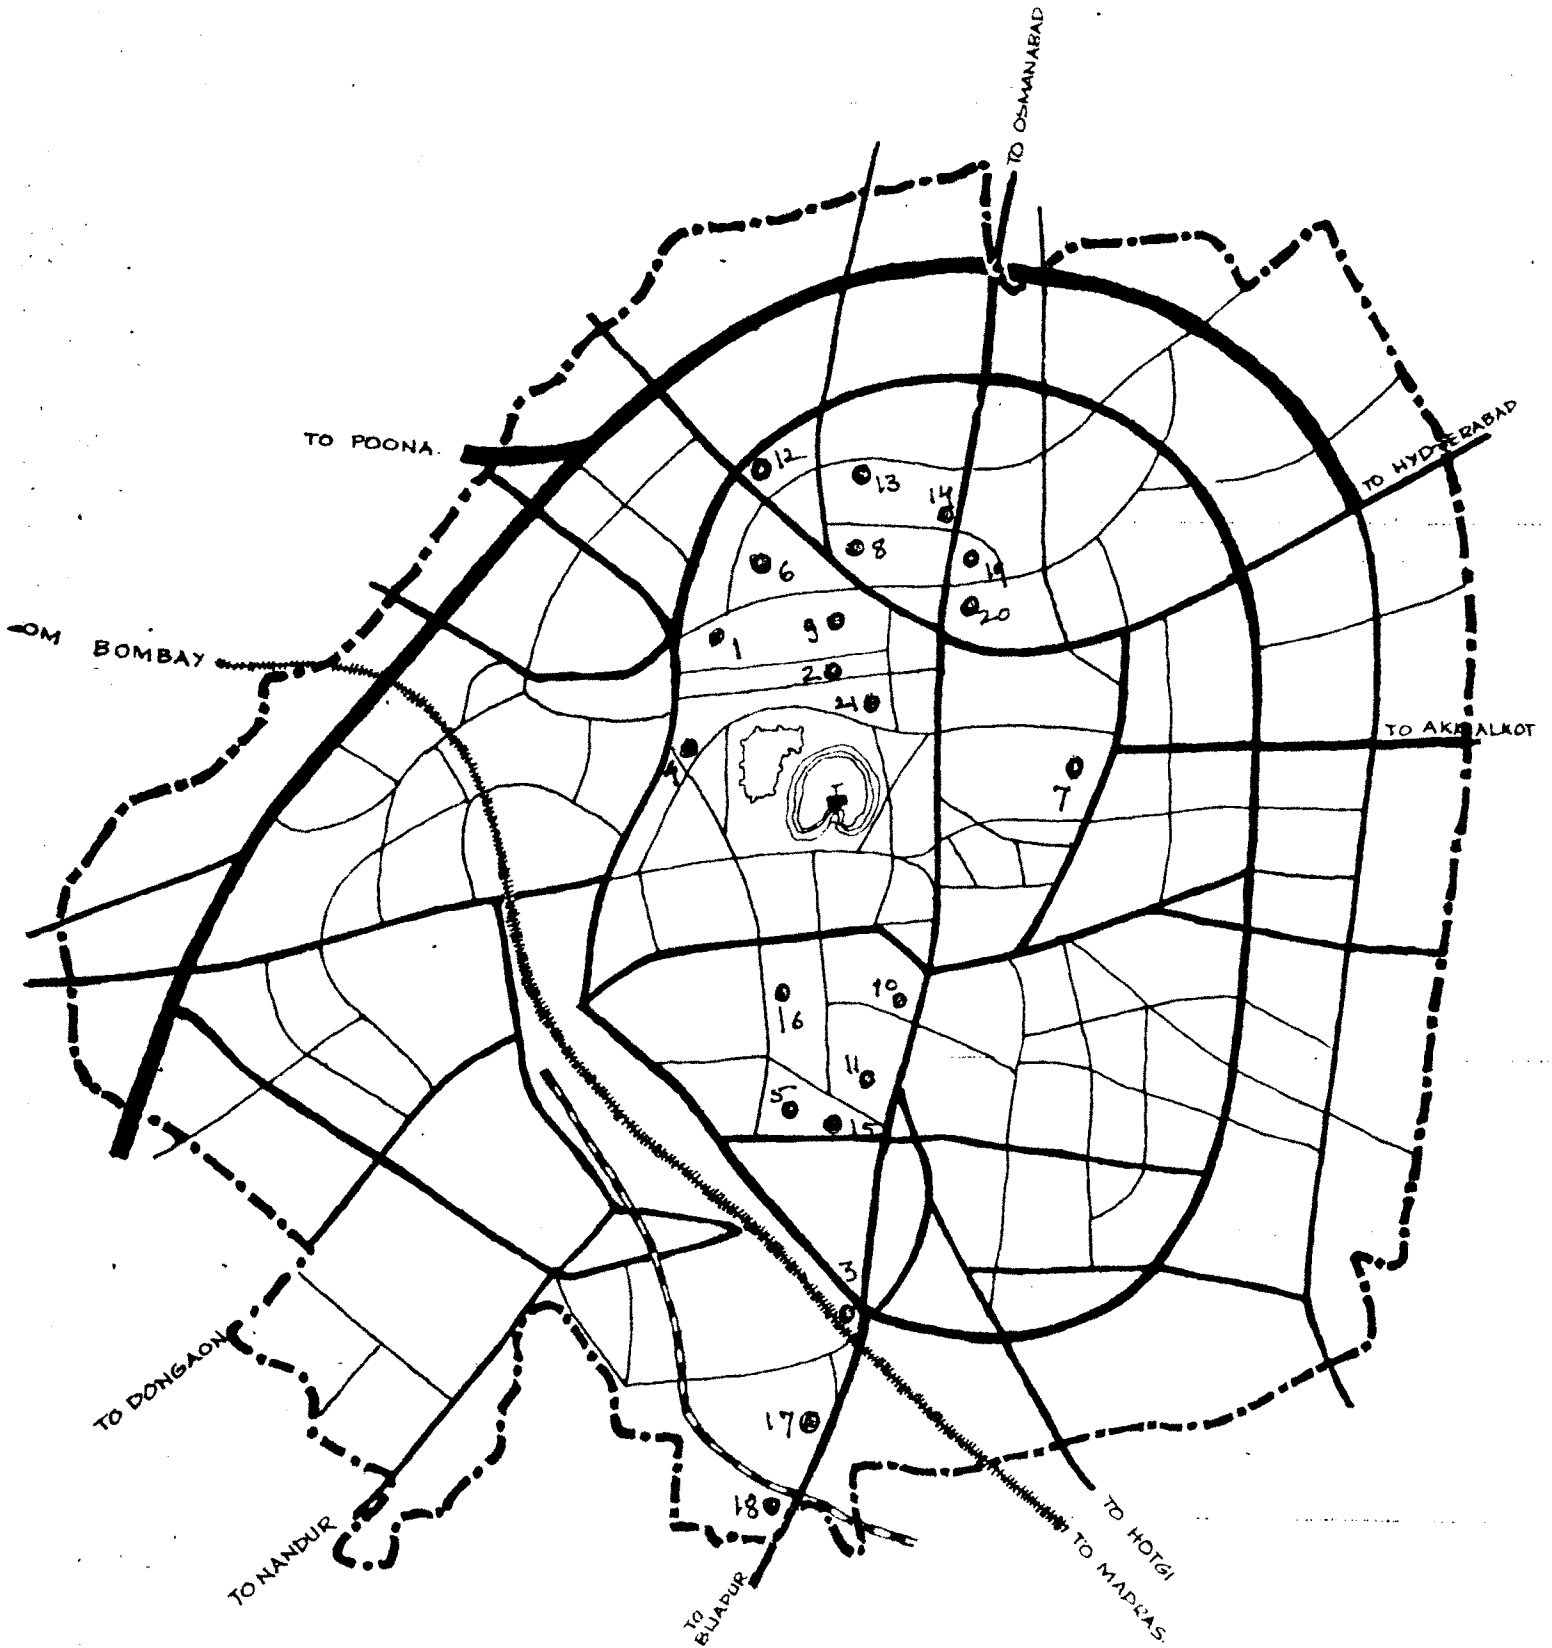 TO OSMANABAD
TO POONA.
TO HYDERABAD
12
13
14
8
6
19
OM BOMBAY
20
9
1
2
21
TO AKKALKOT
4
7
10
16
11
5
15
3
TO DONGAON
17
18
TO NANDUR
TO HOTGI
TO MADRAS.
TO
BIJAPUR